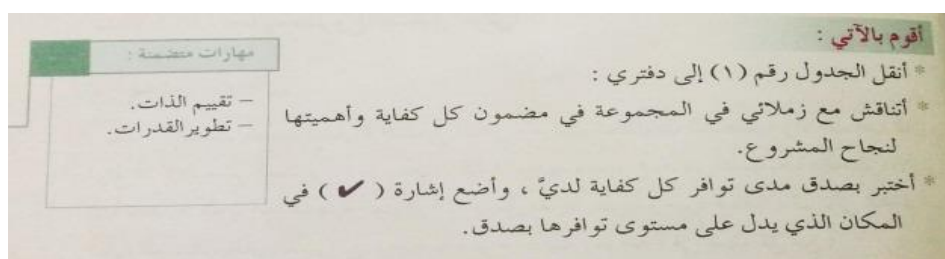 أقوم بالآتي :
* أنقل الجدول رقم (١) إلى دفتري :
* أتناقش مع زملائي في المجموعة في مضمون كل كفاية وأهميتها
لنجاح المشروع.
* أختبر بصدق مدى توافر كل كفاية لديَّ ، وأضع إشارة ( ✔ ) في
المكان الذي يدل على مستوى توافرها بصدق.
مهارات متضمنة :
– تقييم الذات.
– تطوير القدرات.